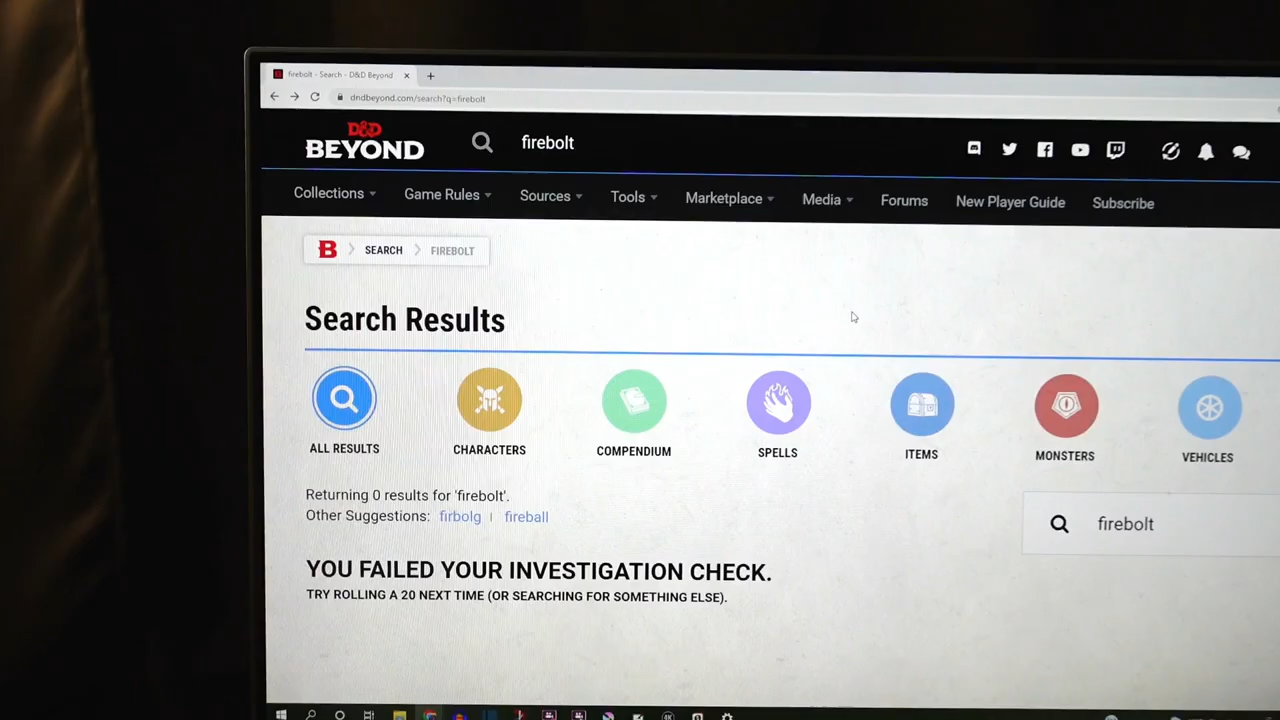 firebolt - Search - D&D Beyond
dndbeyond.com/search?q=firebolt
D&D
BEYOND
firebolt
Collections Game Rules Sources Tools Marketplace Media Forums New Player Guide Subscribe
B SEARCH FIREBOLT
Search Results
ALL RESULTS CHARACTERS COMPENDIUM SPELLS ITEMS MONSTERS VEHICLES
Returning 0 results for 'firebolt'.
Other Suggestions: firbolg | fireball
firebolt
YOU FAILED YOUR INVESTIGATION CHECK.
TRY ROLLING A 20 NEXT TIME (OR SEARCHING FOR SOMETHING ELSE).